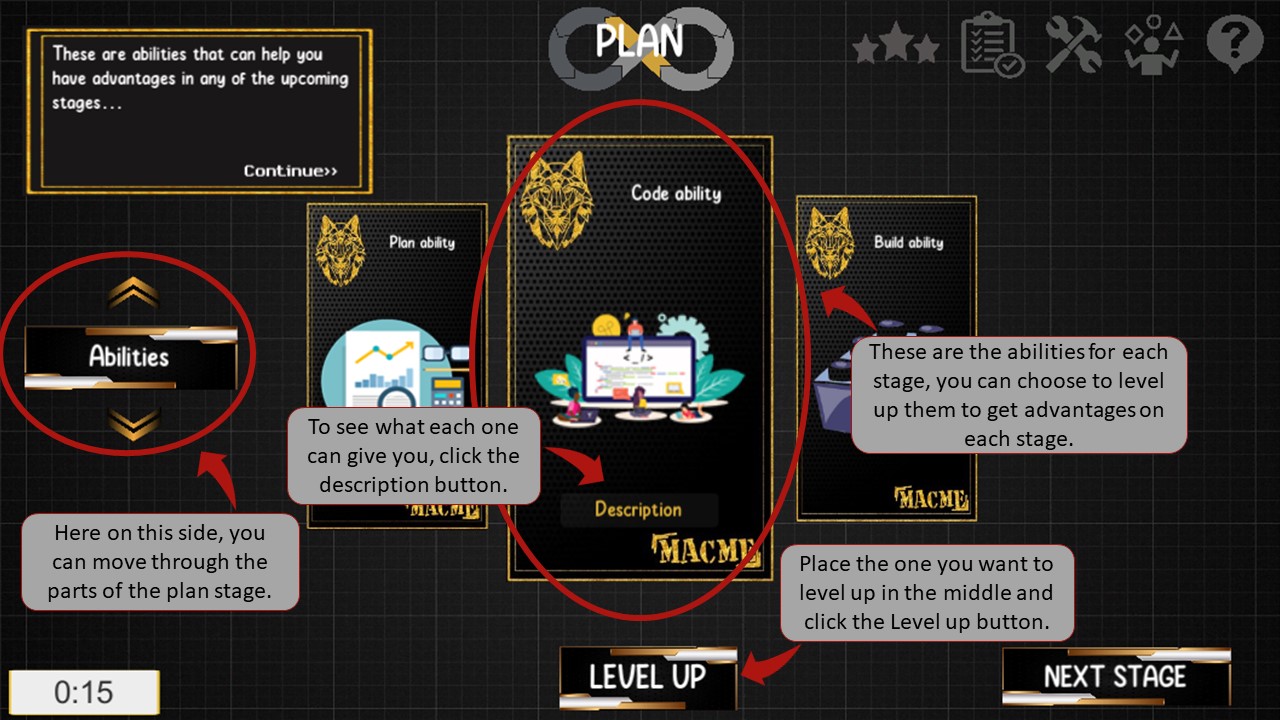 PLAN
These are abilities that can help you
have advantages in any of the upcoming
stages...
Continue>>
Code ability
Plan ability
Build ability
Abilities
These are the abilities for each
stage, you can choose to level
up them to get advantages on
each stage.
To see what each one
can give you, click the
description button.
Description
MACME
MACME
MACME
Here on this side, you
can move through the
parts of the plan stage.
Place the one you want to
level up in the middle and
click the Level up button.
LEVEL UP
NEXT STAGE
0:15